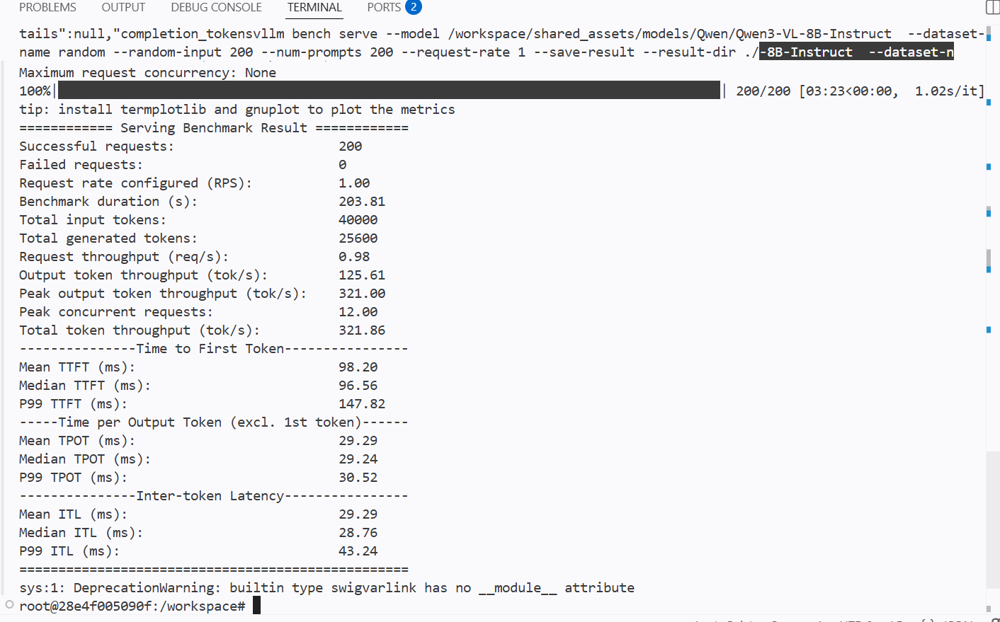 PROBLEMS OUTPUT DEBUG CONSOLE TERMINAL PORTS 2
tails":null,"completion_tokensvllm bench serve --model /workspace/shared_assets/models/Qwen/Qwen3-VL-8B-Instruct  --dataset-
name random --random-input 200 --num-prompts 200 --request-rate 1 --save-result --result-dir ./-8B-Instruct  --dataset-n
Maximum request concurrency: None
100%| | 200/200 [03:23<00:00,  1.02s/it]
tip: install termplotlib and gnuplot to plot the metrics
============ Serving Benchmark Result ============
Successful requests:                     200
Failed requests:                         0
Request rate configured (RPS):           1.00
Benchmark duration (s):                  203.81
Total input tokens:                      40000
Total generated tokens:                  25600
Request throughput (req/s):              0.98
Output token throughput (tok/s):         125.61
Peak output token throughput (tok/s):    321.00
Peak concurrent requests:                12.00
Total token throughput (tok/s):          321.86
---------------Time to First Token----------------
Mean TTFT (ms):                          98.20
Median TTFT (ms):                        96.56
P99 TTFT (ms):                           147.82
-----Time per Output Token (excl. 1st token)------
Mean TPOT (ms):                          29.29
Median TPOT (ms):                        29.24
P99 TPOT (ms):                           30.52
---------------Inter-token Latency----------------
Mean ITL (ms):                           29.29
Median ITL (ms):                         28.76
P99 ITL (ms):                            43.24
==================================================
sys:1: DeprecationWarning: builtin type swigvarlink has no __module__ attribute
root@28e4f005090f:/workspace#